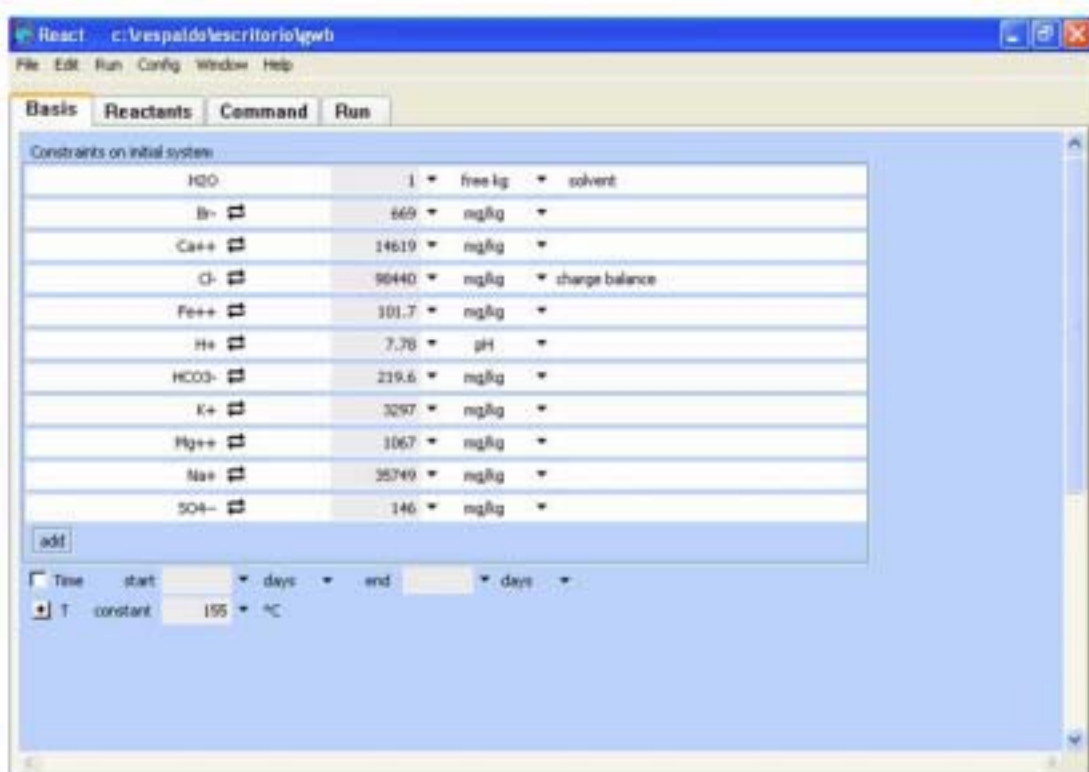 React c:\respaldo\escritorio\gwb
File Edit Run Config Window Help
Basis Reactants Command Run
Constraints on initial system
H2O 1 free kg solvent
Br- 669 mg/kg
Ca++ 14619 mg/kg
Cl- 98440 mg/kg charge balance
Fe++ 101.7 mg/kg
H+ 7.78 pH
HCO3- 219.6 mg/kg
K+ 3297 mg/kg
Mg++ 1067 mg/kg
Na+ 35749 mg/kg
SO4-- 146 mg/kg
add
Time start days end days
+ T constant 155 °C